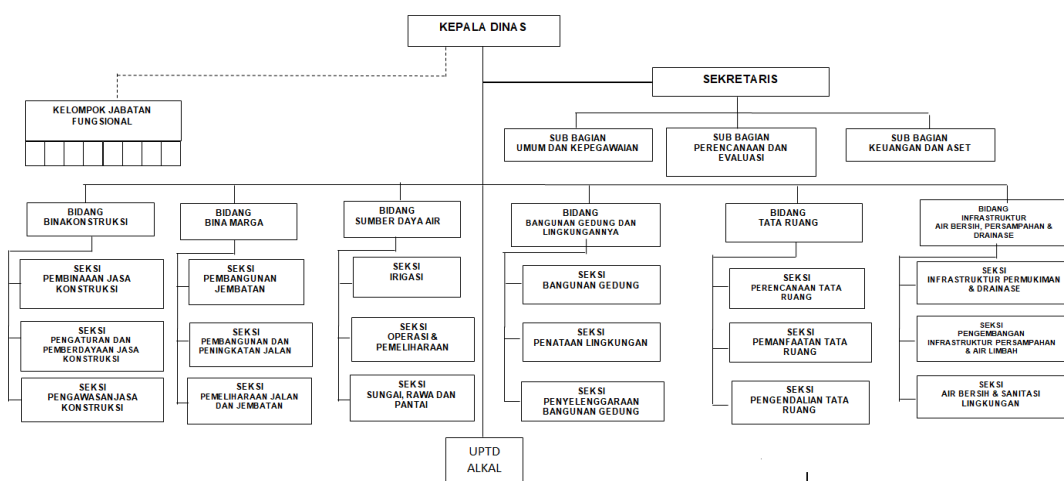 KEPALA DINAS
SEKRETARIS
KELOMPOK JABATAN
FUNGSIONAL
SUB BAGIAN
UMUM DAN KEPEGAWAIAN
SUB BAGIAN
PERENCANAAN DAN
EVALUASI
SUB BAGIAN
KEUANGAN DAN ASET
BIDANG
BINAKONSTRUKSI
BIDANG
BINA MARGA
BIDANG
SUMBER DAYA AIR
BIDANG
BANGUNAN GEDUNG DAN
LINGKUNGANNYA
BIDANG
TATA RUANG
BIDANG
INFRASTRUKTUR
AIR BERSIH, PERSAMPAHAN &
DRAINASE
SEKSI
PEMBINAAAN JASA
KONSTRUKSI
SEKSI
PEMBANGUNAN
JEMBATAN
SEKSI
IRIGASI
SEKSI
BANGUNAN GEDUNG
SEKSI
PERENCANAAN TATA
RUANG
SEKSI
INFRASTRUKTUR PERMUKIMAN
& DRAINASE
SEKSI
PENGATURAN DAN
PEMBERDAYAAN JASA
KONSTRUKSI
SEKSI
PEMBANGUNAN DAN
PENINGKATAN JALAN
SEKSI
OPERASI &
PEMELIHARAAN
SEKSI
PENATAAN LINGKUNGAN
SEKSI
PEMANFAATAN TATA
RUANG
SEKSI
PENGEMBANGAN
INFRASTRUKTUR PERSAMPAHAN
& AIR LIMBAH
SEKSI
PENGAWASANJASA
KONSTRUKSI
SEKSI
PEMELIHARAAN JALAN
DAN JEMBATAN
SEKSI
SUNGAI, RAWA DAN
PANTAI
SEKSI
PENYELENGGARAAN
BANGUNAN GEDUNG
SEKSI
PENGENDALIAN TATA
RUANG
SEKSI
AIR BERSIH & SANITASI
LINGKUNGAN
UPTD
ALKAL